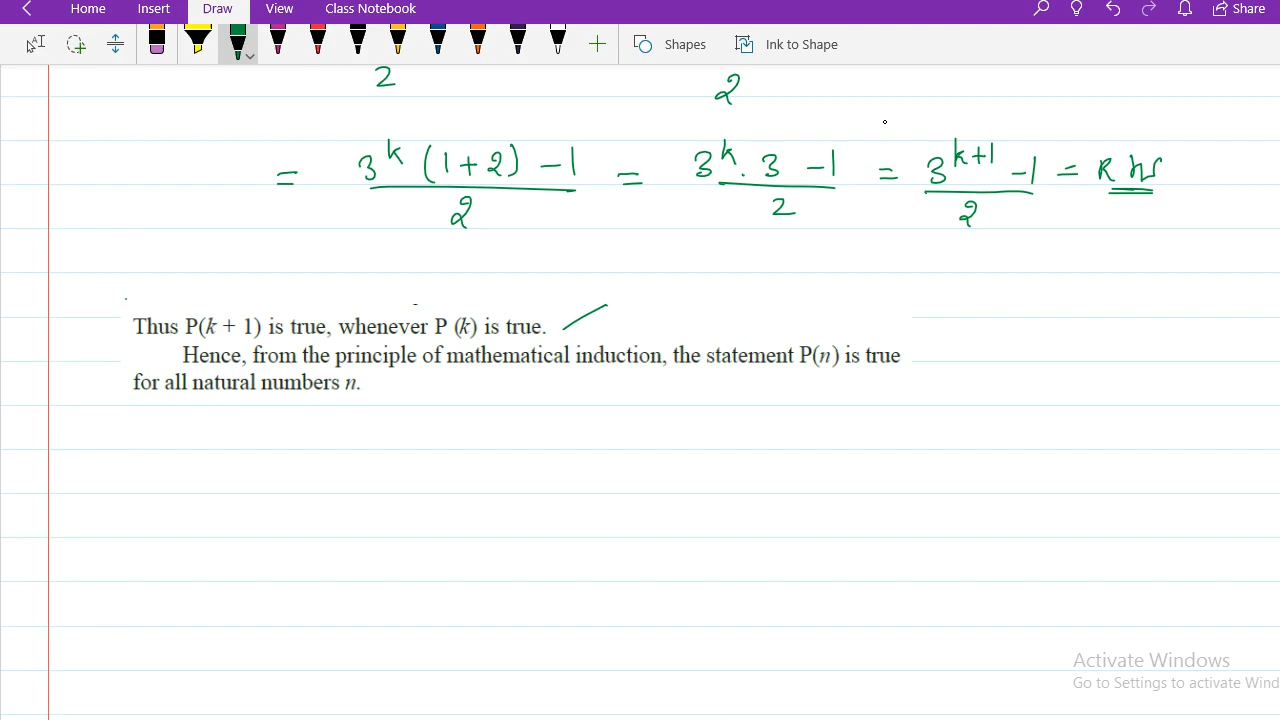 Home Insert Draw View Class Notebook Share
Shapes Ink to Shape
2 2
= 3^k (1+2) -1 / 2 = 3^k . 3 -1 / 2 = 3^k+1 -1 / 2 =
Thus P(k + 1) is true, whenever P (k) is true.
Hence, from the principle of mathematical induction, the statement P(n) is true
for all natural numbers n.
Activate Windows
Go to Settings to activate Wind